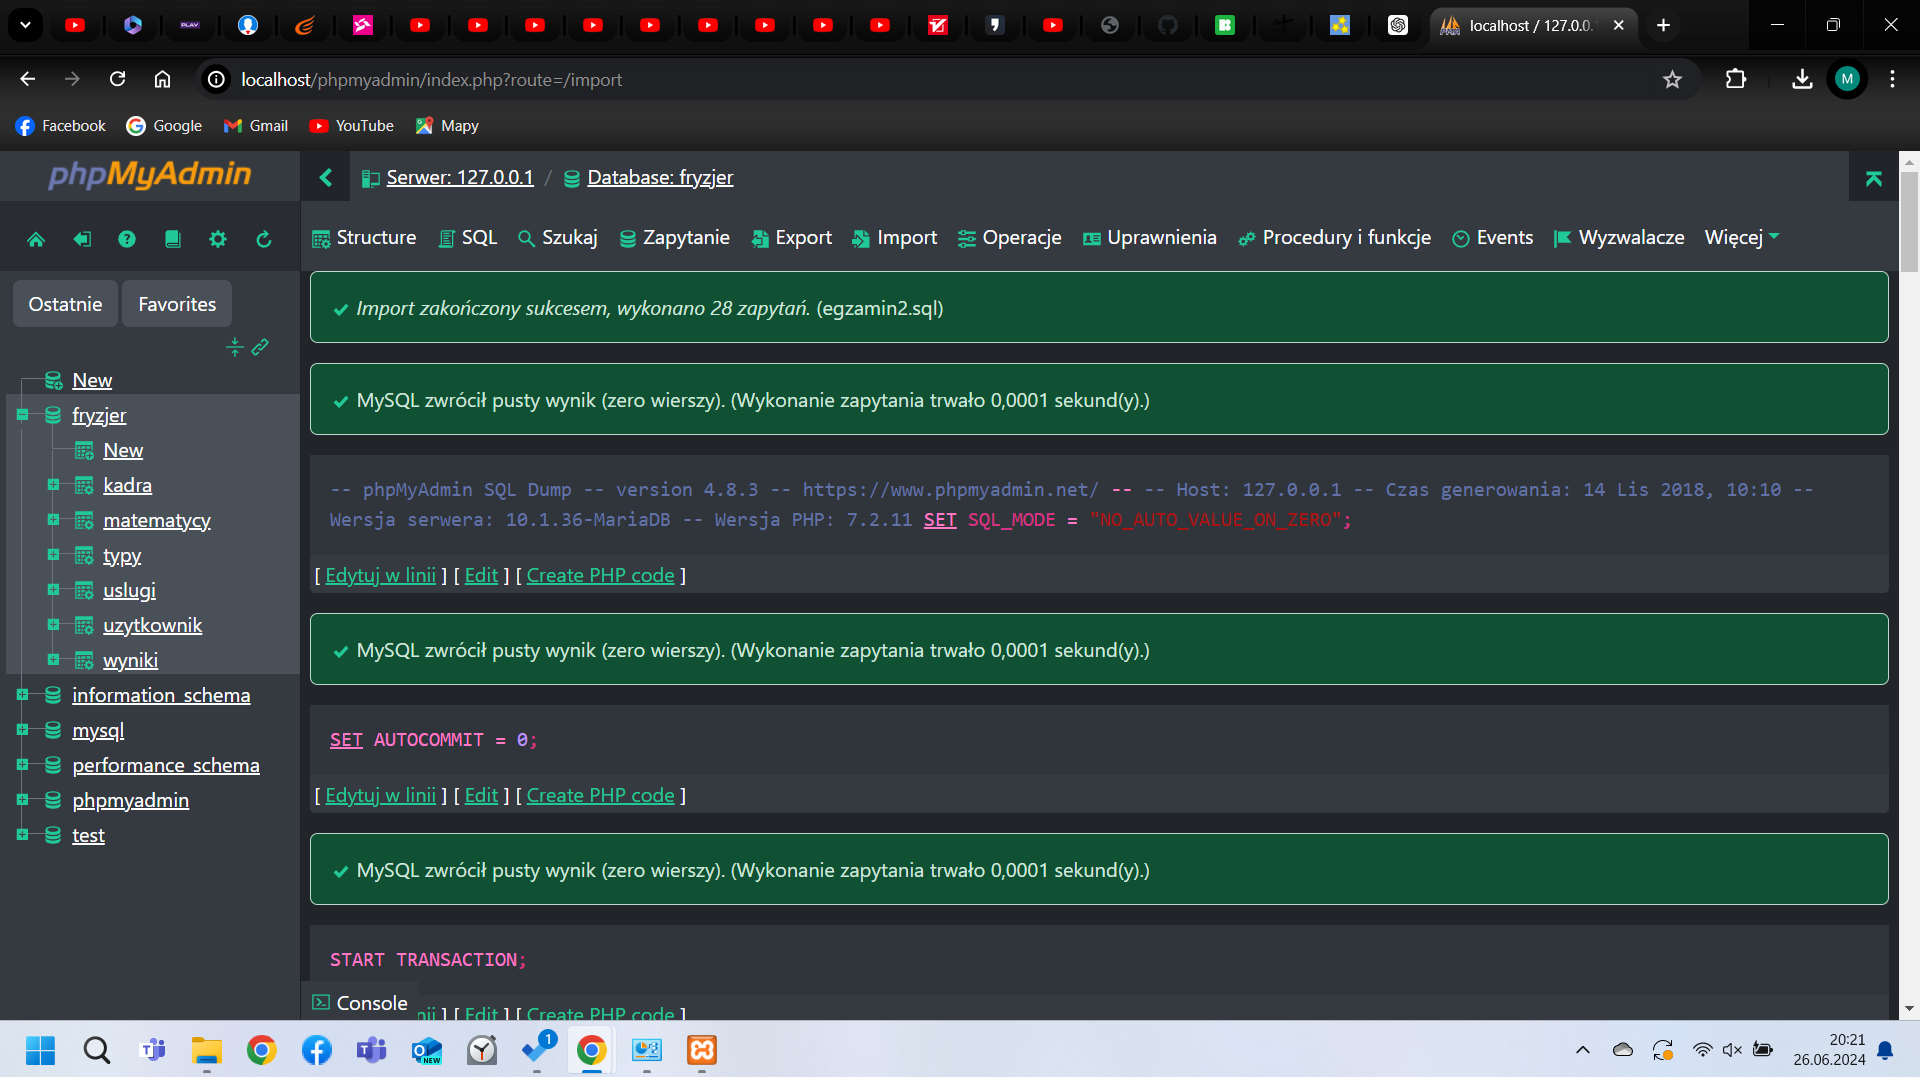 PLAY
localhost / 127.0.0.
localhost/phpmyadmin/index.php?route=/import
M
Facebook
Google
Gmail
YouTube
Mapy
phpMyAdmin
Serwer: 127.0.0.1 / Database: fryzjer
Structure
SQL
Szukaj
Zapytanie
Export
Import
Operacje
Uprawnienia
Procedury i funkcje
Events
Wyzwalacze
Więcej
Ostatnie
Favorites
New
fryzjer
New
kadra
matematycy
typy
uslugi
uzytkownik
wyniki
information_schema
mysql
performance_schema
phpmyadmin
test
Import zakończony sukcesem, wykonano 28 zapytań. (egzamin2.sql)
MySQL zwrócił pusty wynik (zero wierszy). (Wykonanie zapytania trwało 0,0001 sekund(y).)
-- phpMyAdmin SQL Dump -- version 4.8.3 -- https://www.phpmyadmin.net/ -- -- Host: 127.0.0.1 -- Czas generowania: 14 Lis 2018, 10:10 --
Wersja serwera: 10.1.36-MariaDB -- Wersja PHP: 7.2.11 SET SQL_MODE = "NO_AUTO_VALUE_ON_ZERO";
[ Edytuj w linii ] [ Edit ] [ Create PHP code ]
MySQL zwrócił pusty wynik (zero wierszy). (Wykonanie zapytania trwało 0,0001 sekund(y).)
SET AUTOCOMMIT = 0;
[ Edytuj w linii ] [ Edit ] [ Create PHP code ]
MySQL zwrócił pusty wynik (zero wierszy). (Wykonanie zapytania trwało 0,0001 sekund(y).)
START TRANSACTION;
Console
nii ] [ Edit ] [ Create PHP code ]
NEW
1
20:21
26.06.2024